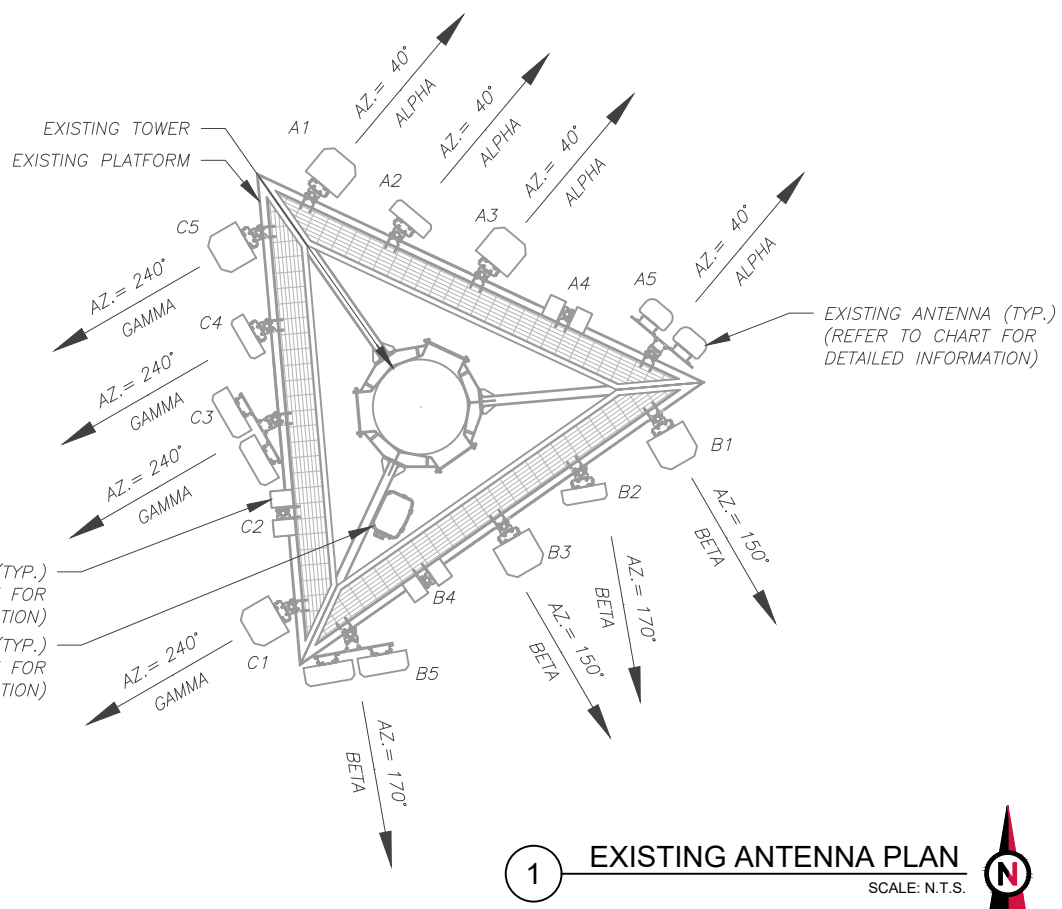 EXISTING TOWER
EXISTING PLATFORM
A1
AZ.= 40°
ALPHA
A2
AZ.= 40°
ALPHA
A3
AZ.= 40°
ALPHA
A4
A5
AZ.= 40°
ALPHA
EXISTING ANTENNA (TYP.)
(REFER TO CHART FOR
DETAILED INFORMATION)
C5
AZ.= 240°
GAMMA
C4
AZ.= 240°
GAMMA
C3
AZ.= 240°
GAMMA
C2
(TYP.)
FOR
TION)
(TYP.)
FOR
TION)
C1
AZ.= 240°
GAMMA
B1
AZ.= 150°
BETA
B2
AZ.= 170°
BETA
B3
AZ.= 150°
BETA
B4
B5
AZ.= 170°
BETA
1
EXISTING ANTENNA PLAN
SCALE: N.T.S.
N